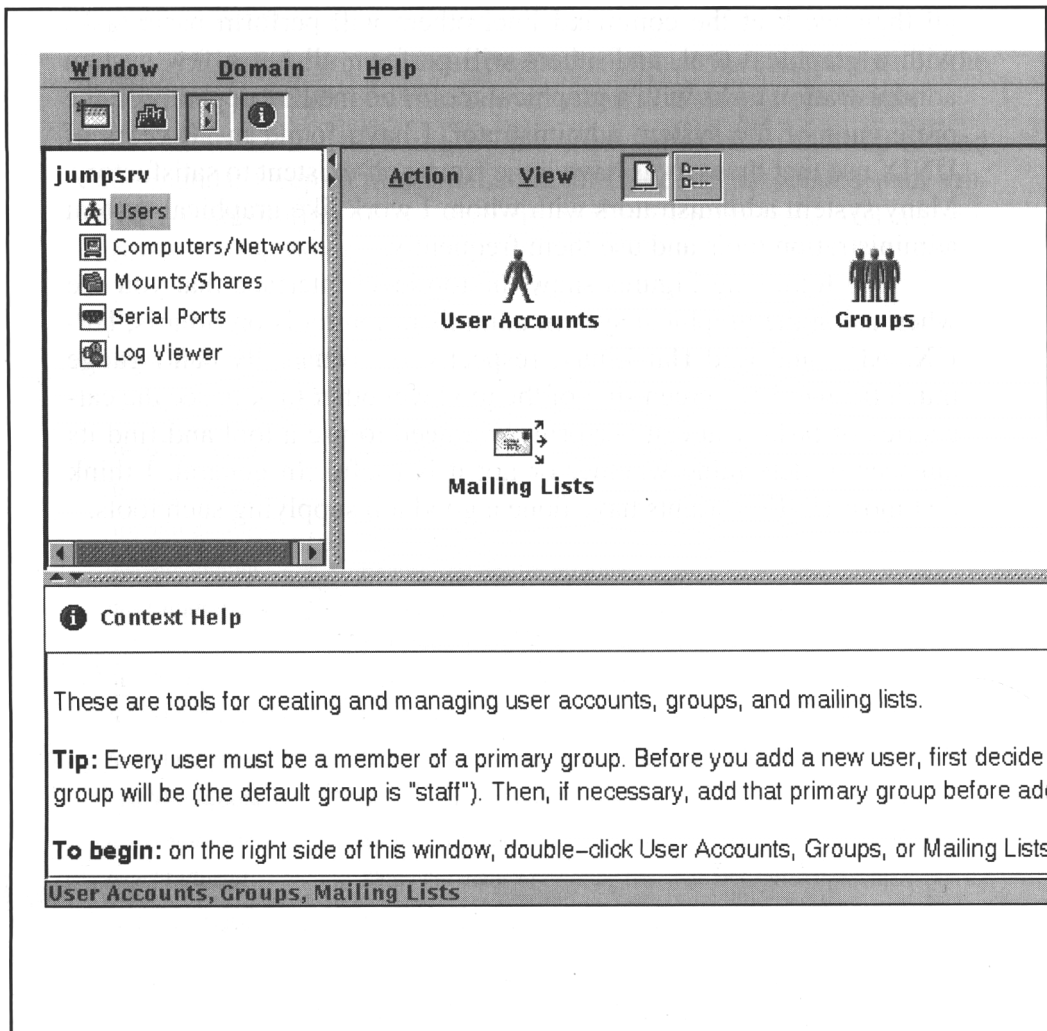 Window Domain Help
jumpsrv
Users
Computers/Networks
Mounts/Shares
Serial Ports
Log Viewer
Action View
User Accounts
Groups
Mailing Lists
Context Help
These are tools for creating and managing user accounts, groups, and mailing lists.
Tip: Every user must be a member of a primary group. Before you add a new user, first decide
group will be (the default group is "staff"). Then, if necessary, add that primary group before
To begin: on the right side of this window, double-click User Accounts, Groups, or Mailing Lists
User Accounts, Groups, Mailing Lists